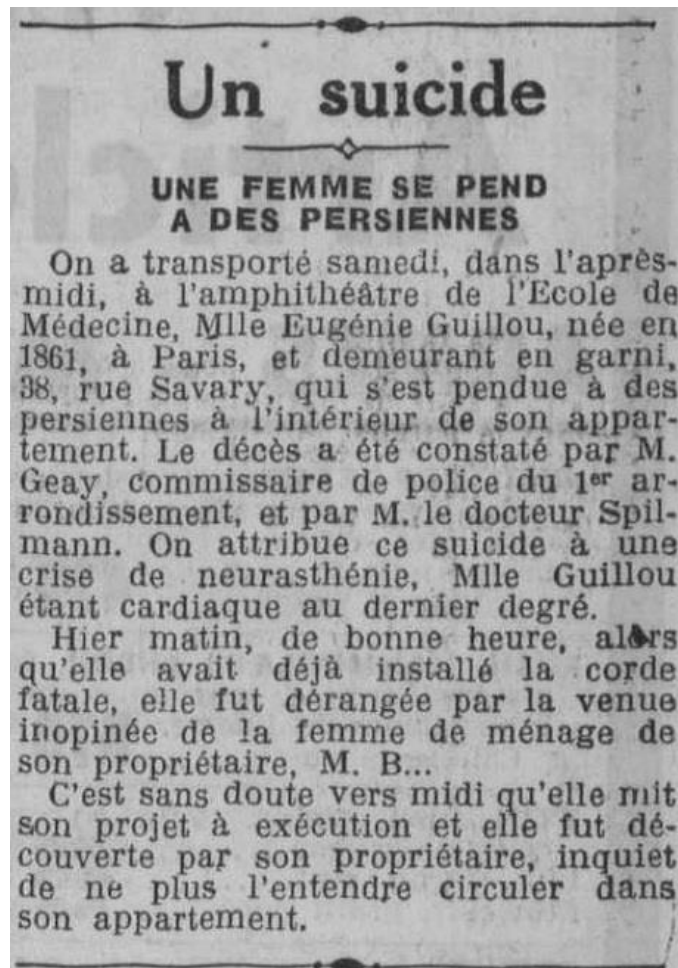 Un suicide
UNE FEMME SE PEND
A DES PERSIENNES
On a transporté samedi, dans l'après-
midi, à l'amphithéâtre de l'Ecole de
Médecine, Mlle Eugénie Guillou, née en
1861, à Paris, et demeurant en garni,
38, rue Savary, qui s'est pendue à des
persiennes à l'intérieur de son appar-
tement. Le décès a été constaté par M.
Geay, commissaire de police du 1er ar-
rondissement, et par M. le docteur Spil-
mann. On attribue ce suicide à une
crise de neurasthénie, Mlle Guillou
étant cardiaque au dernier degré.
Hier matin, de bonne heure, alors
qu'elle avait déjà installé la corde
fatale, elle fut dérangée par la venue
inopinée de la femme de ménage de
son propriétaire, M. B...
C'est sans doute vers midi qu'elle mit
son projet à exécution et elle fut dé-
couverte par son propriétaire, inquiet
de ne plus l'entendre circuler dans
son appartement.